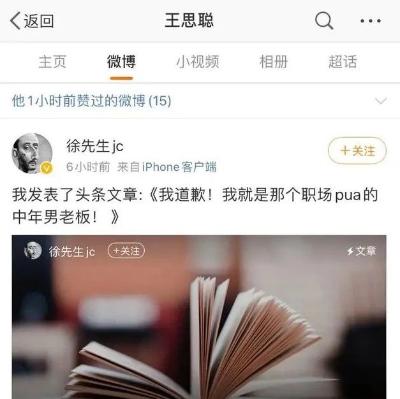 返回 王思聪
主页 微博 小视频 相册 超话
他1小时前赞过的微博(15)
徐先生jc
+关注
6小时前 来自iPhone客户端
我发表了头条文章:《我道歉！我就是那个职场pua的
中年男老板！》
徐先生jc +关注 文章